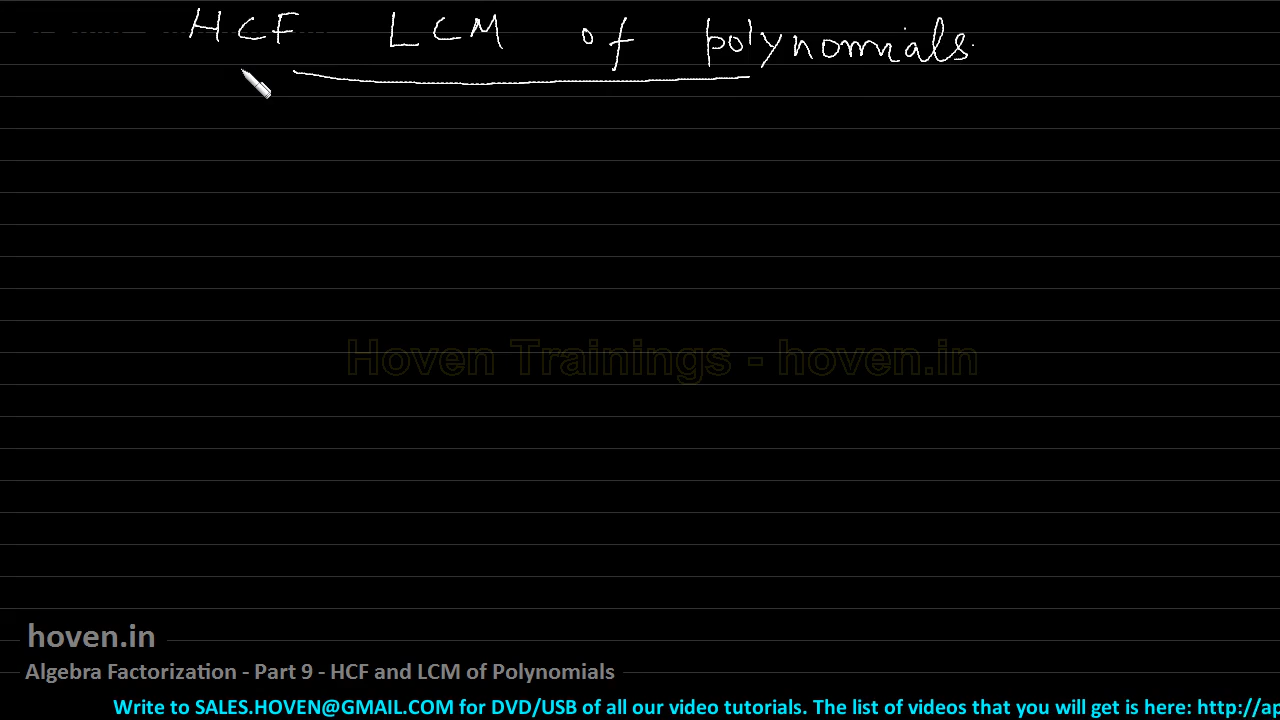 HCF LCM of polynomials
Hoven Trainings - hoven.in
hoven.in
Algebra Factorization - Part 9 - HCF and LCM of Polynomials
Write to SALES.HOVEN@GMAIL.COM for DVD/USB of all our video tutorials. The list of videos that you will get is here: http://ap